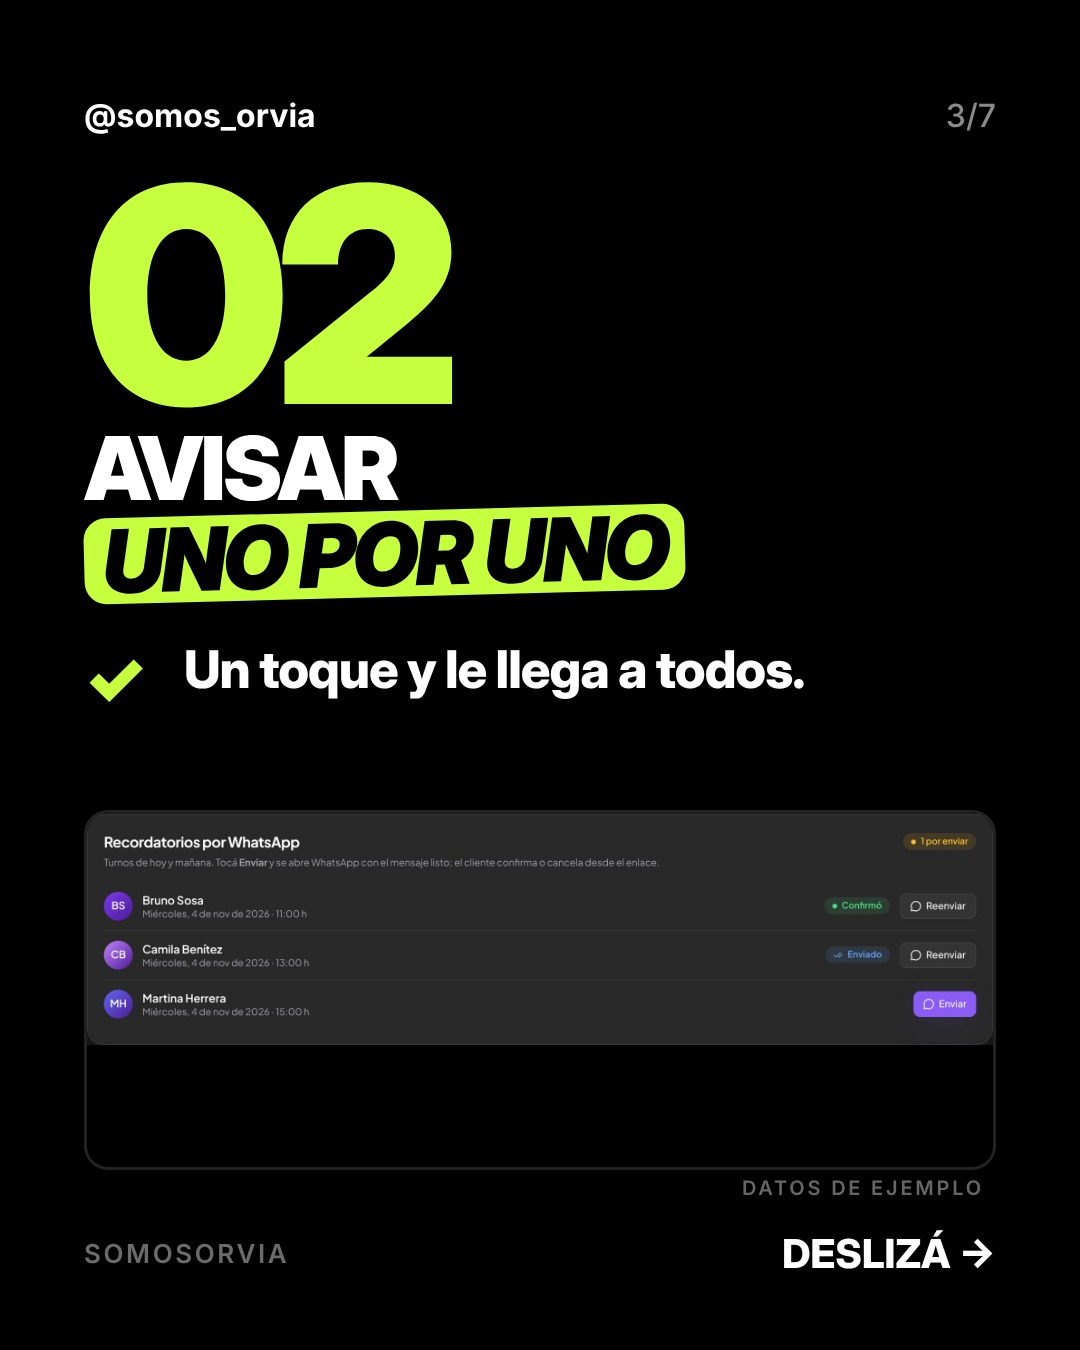 @somos_orvia
3/7
02
AVISAR
UNO POR UNO
Un toque y le llega a todos.
Recordatorios por WhatsApp
1 por enviar
Turnos de hoy y mañana. Tocá Enviar y se abre WhatsApp con el mensaje listo; el cliente confirma o cancela desde el enlace.
BS
Bruno Sosa
Miércoles, 4 de nov de 2026 · 11:00 h
Confirmó
Reenviar
CB
Camila Benítez
Miércoles, 4 de nov de 2026 · 13:00 h
Enviado
Reenviar
MH
Martina Herrera
Miércoles, 4 de nov de 2026 · 15:00 h
Enviar
DATOS DE EJEMPLO
SOMOSORVIA
DESLIZÁ →